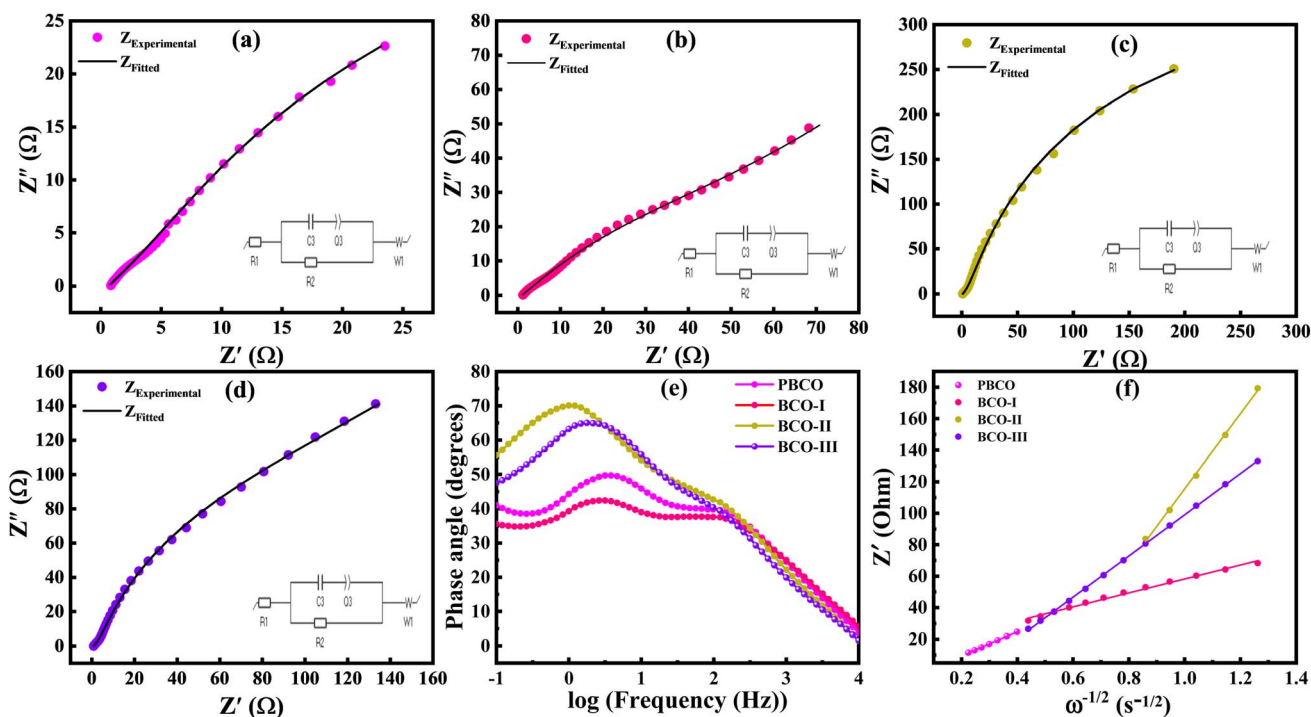 (a)
Z_Experimental
Z_Fitted
Z″ (Ω)
25
20
15
10
5
0
C3 Q3
R1
R2
W
W1
0 5 10 15 20 25
Z′ (Ω)
(b)
Z_Experimental
Z_Fitted
Z″ (Ω)
80
70
60
50
40
30
20
10
0
C3 Q3
R1
R2
W
W1
0 10 20 30 40 50 60 70 80
Z′ (Ω)
(c)
Z_Experimental
Z_Fitted
Z″ (Ω)
300
250
200
150
100
50
0
C3 Q3
R1
R2
W
W1
0 50 100 150 200 250 300
Z′ (Ω)
(d)
Z_Experimental
Z_Fitted
Z″ (Ω)
160
140
120
100
80
60
40
20
0
C3 Q3
R1
R2
W
W1
0 20 40 60 80 100 120 140 160
Z′ (Ω)
(e)
PBCO
BCO-I
BCO-II
BCO-III
Phase angle (degrees)
90
80
70
60
50
40
30
20
10
0
-1 0 1 2 3 4
log (Frequency (Hz))
(f)
PBCO
BCO-I
BCO-II
BCO-III
Z′ (Ohm)
180
160
140
120
100
80
60
40
20
0.2 0.4 0.6 0.8 1.0 1.2 1.4
ω⁻¹/² (s⁻¹/²)